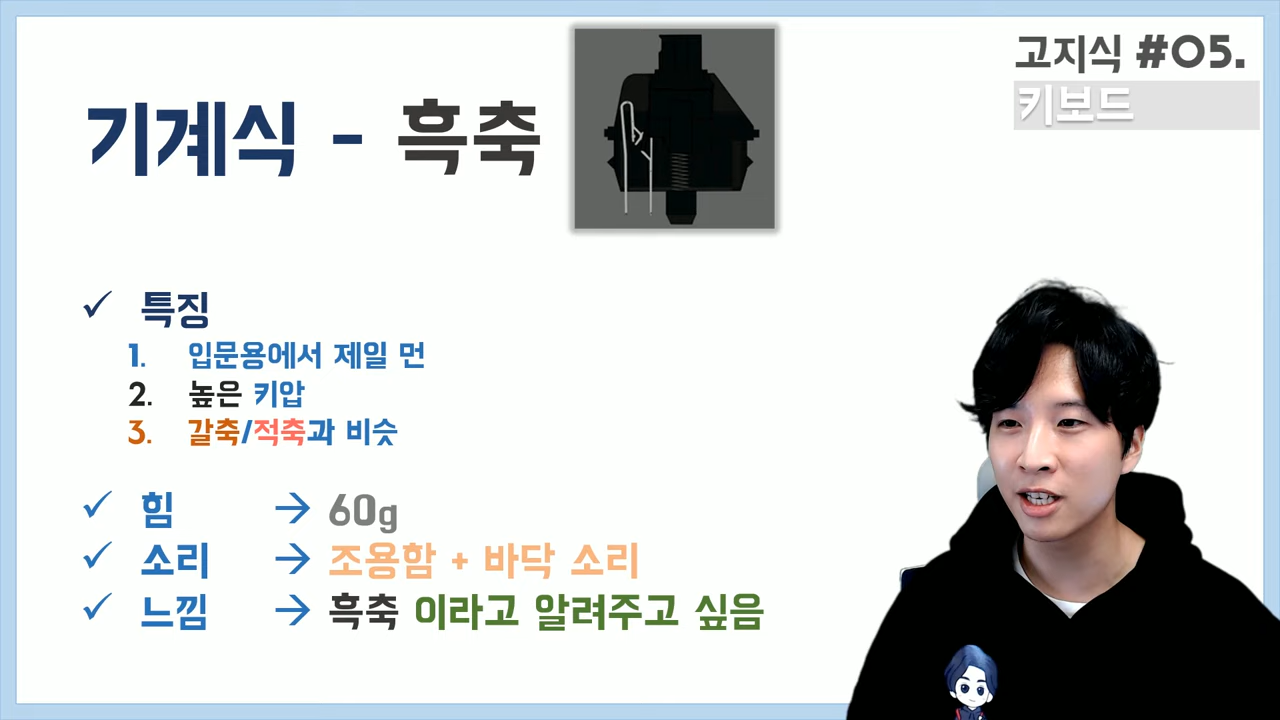 고지식 #05.
키보드
기계식 - 흑축
✓ 특징
1. 입문용에서 제일 먼
2. 높은 키압
3. 갈축/적축과 비슷
✓ 힘 → 60g
✓ 소리 → 조용함 + 바닥 소리
✓ 느낌 → 흑축 이라고 알려주고 싶음